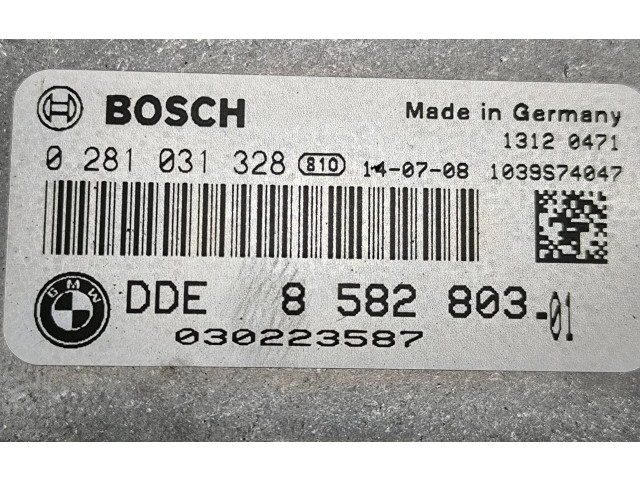 BOSCH Made in Germany
1312 0471
0 281 031 328 810 14-07-08 1039S74047
BMW DDE 8 582 803-01
030223587